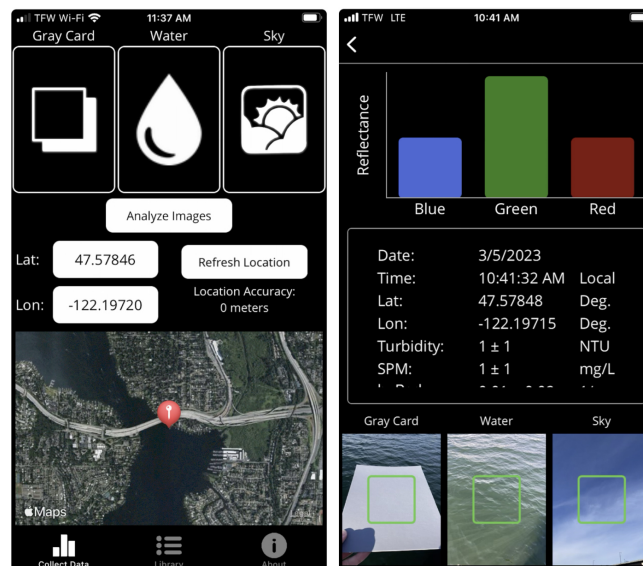 TFW Wi-Fi 11:37 AM
Gray Card Water Sky
Analyze Images
Lat: 47.57846 Refresh Location
Lon: -122.19720 Location Accuracy:
0 meters
Maps
Collect Data Library About
TFW LTE 10:41 AM
Reflectance
Blue Green Red
Date: 3/5/2023
Time: 10:41:32 AM Local
Lat: 47.57848 Deg.
Lon: -122.19715 Deg.
Turbidity: 1 ± 1 NTU
SPM: 1 ± 1 mg/L
Gray Card Water Sky